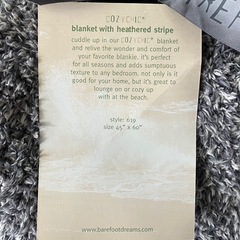 COZYCHIC®
blanket with heathered stripe
cuddle up in our COZYCHIC® blanket
and relive the wonder and comfort of
your favorite blankie. it's perfect
for all seasons and adds sumptuous
texture to any bedroom. not only is it
good for your home, but it's great to
lounge on or cozy up
with at the beach.
style: 619
size 45" x 60"
www.barefootdreams.com